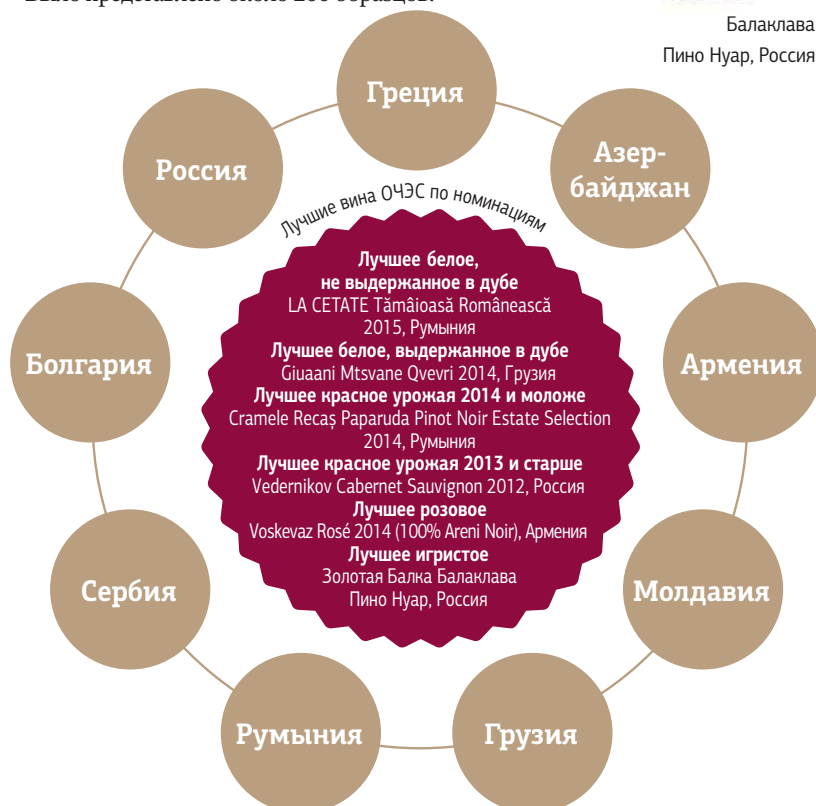 Балаклава
Пино Нуар, Россия
Греция
Россия
Азер-
байджан
Лучшие вина ОЧЭС по номинациям
Лучшее белое,
не выдержанное в дубе
LA CETATE Tămâioasă Românească
2015, Румыния
Лучшее белое, выдержанное в дубе
Giuaani Mtsvane Qvevri 2014, Грузия
Лучшее красное урожая 2014 и моложе
Cramele Recaș Paparuda Pinot Noir Estate Selection
2014, Румыния
Лучшее красное урожая 2013 и старше
Vedernikov Cabernet Sauvignon 2012, Россия
Лучшее розовое
Voskevaz Rosé 2014 (100% Areni Noir), Армения
Лучшее игристое
Золотая Балка Балаклава
Пино Нуар, Россия
Болгария
Армения
Сербия
Молдавия
Румыния
Грузия